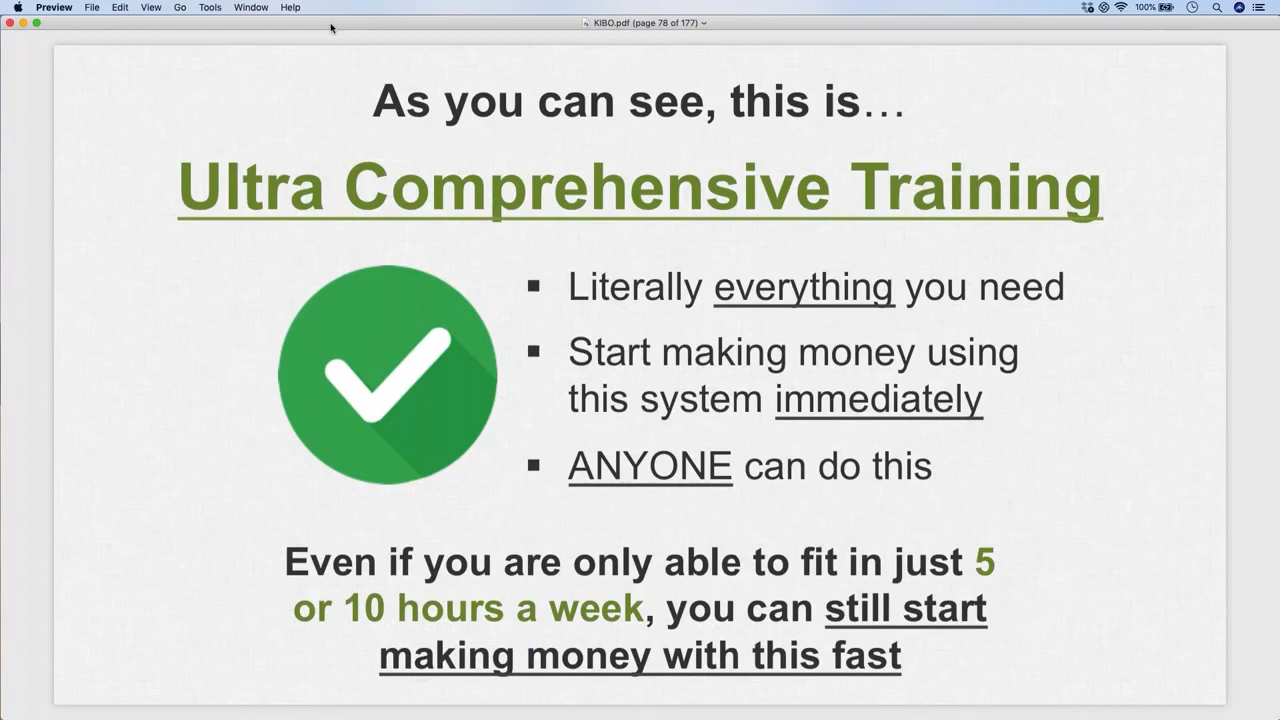 Preview File Edit View Go Tools Window Help 100%
KIBO.pdf (page 78 of 177)
As you can see, this is…
Ultra Comprehensive Training
▪ Literally everything you need
▪ Start making money using
this system immediately
▪ ANYONE can do this
Even if you are only able to fit in just 5
or 10 hours a week, you can still start
making money with this fast